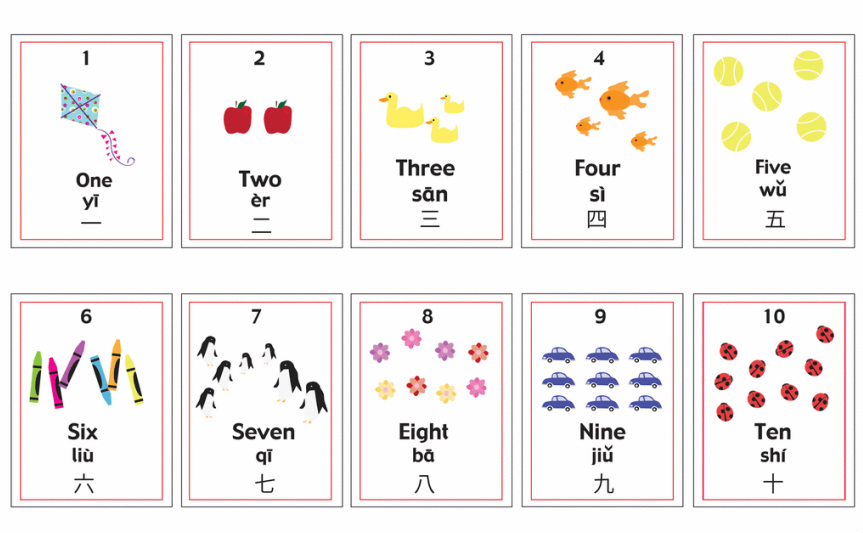 1
One
yī
一
2
Two
èr
二
3
Three
sān
三
4
Four
sì
四
5
Five
wǔ
五
6
Six
liù
六
7
Seven
qī
七
8
Eight
bā
八
9
Nine
jiǔ
九
10
Ten
shí
十